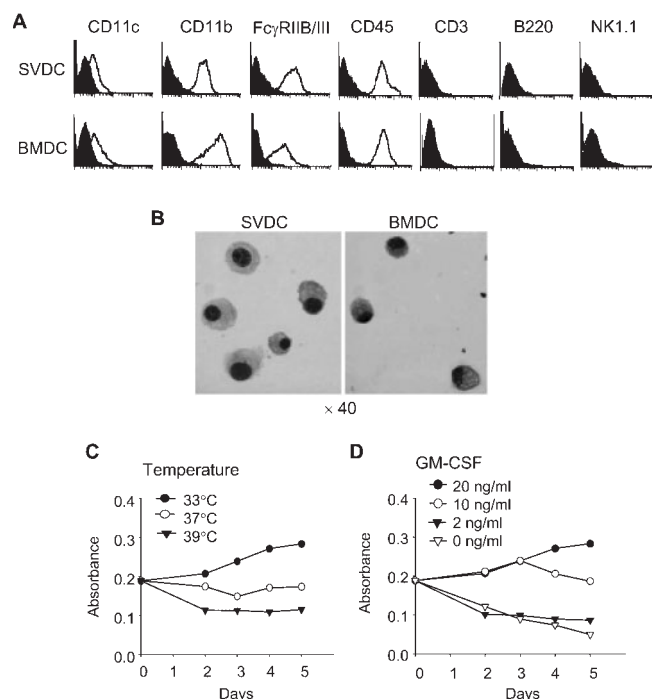 A
CD11c CD11b FcγRIIB/III CD45 CD3 B220 NK1.1
SVDC
BMDC
B
SVDC BMDC
× 40
C
Temperature
33°C
37°C
39°C
Absorbance
0.4
0.3
0.2
0.1
0.0
0 1 2 3 4 5
Days
D
GM-CSF
20 ng/ml
10 ng/ml
2 ng/ml
0 ng/ml
Absorbance
0.4
0.3
0.2
0.1
0.0
0 1 2 3 4 5
Days